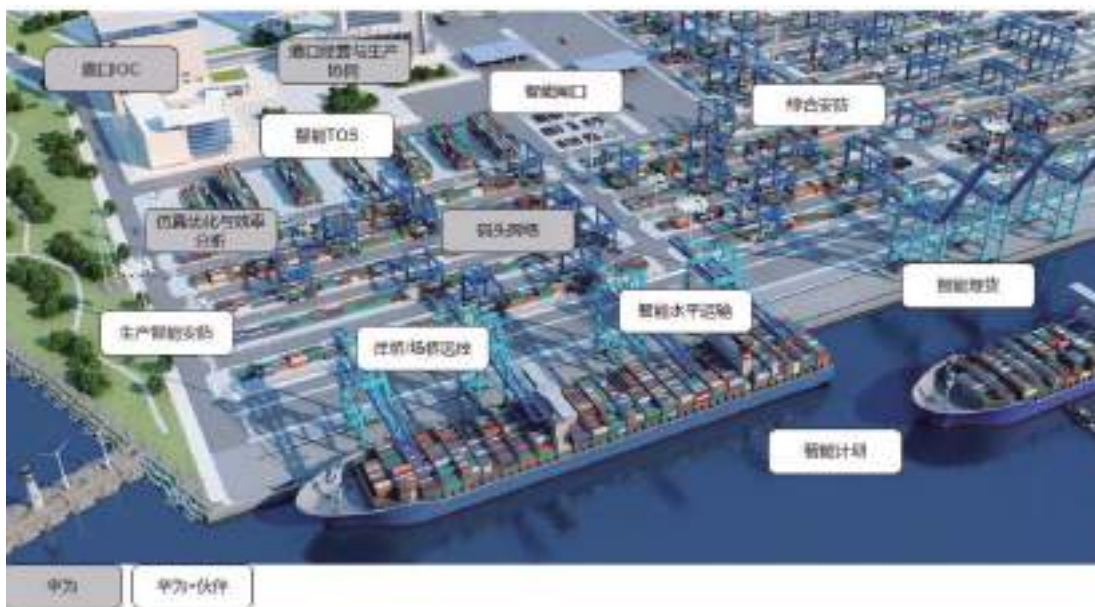 港口IOC
港口经营与生产
协同
智能闸口
综合安防
智能TOS
仿真优化与效率
分析
码头网络
智能理货
智能水平运输
生产智能安防
岸桥/场桥远控
智能计划
华为
华为+伙伴